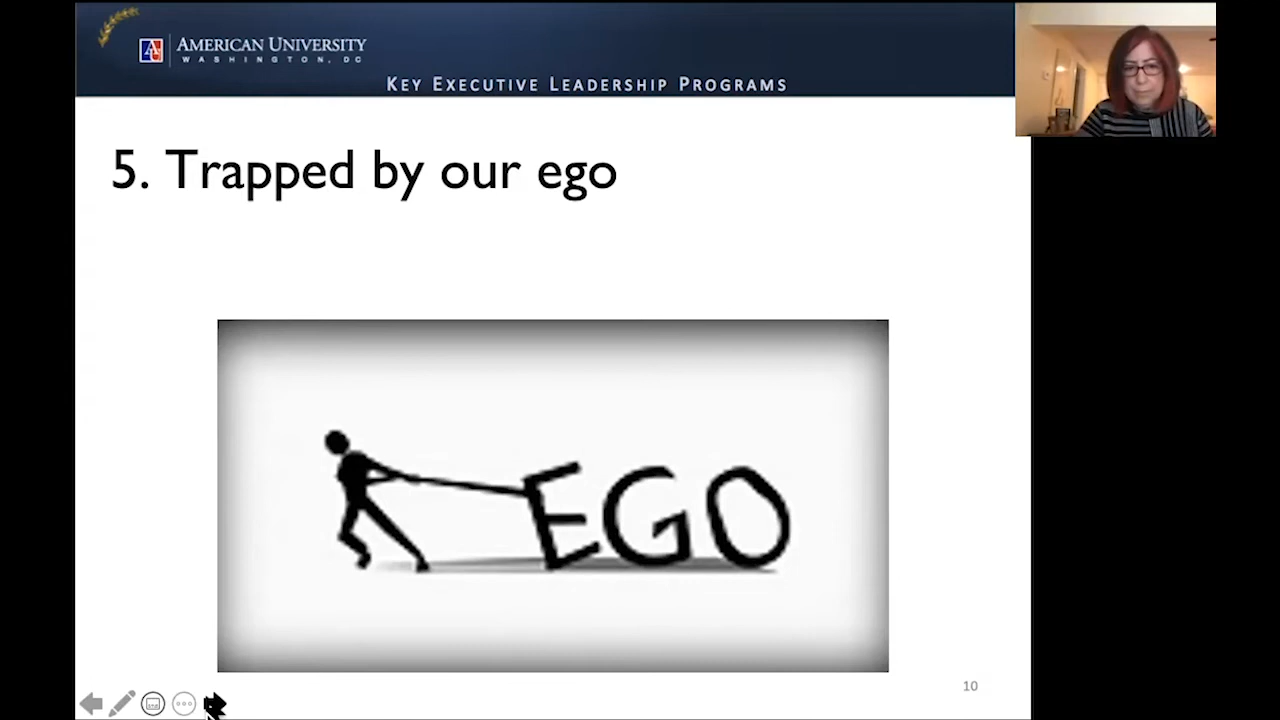 AMERICAN UNIVERSITY
WASHINGTON, DC
KEY EXECUTIVE LEADERSHIP PROGRAMS
5. Trapped by our ego
EGO
10